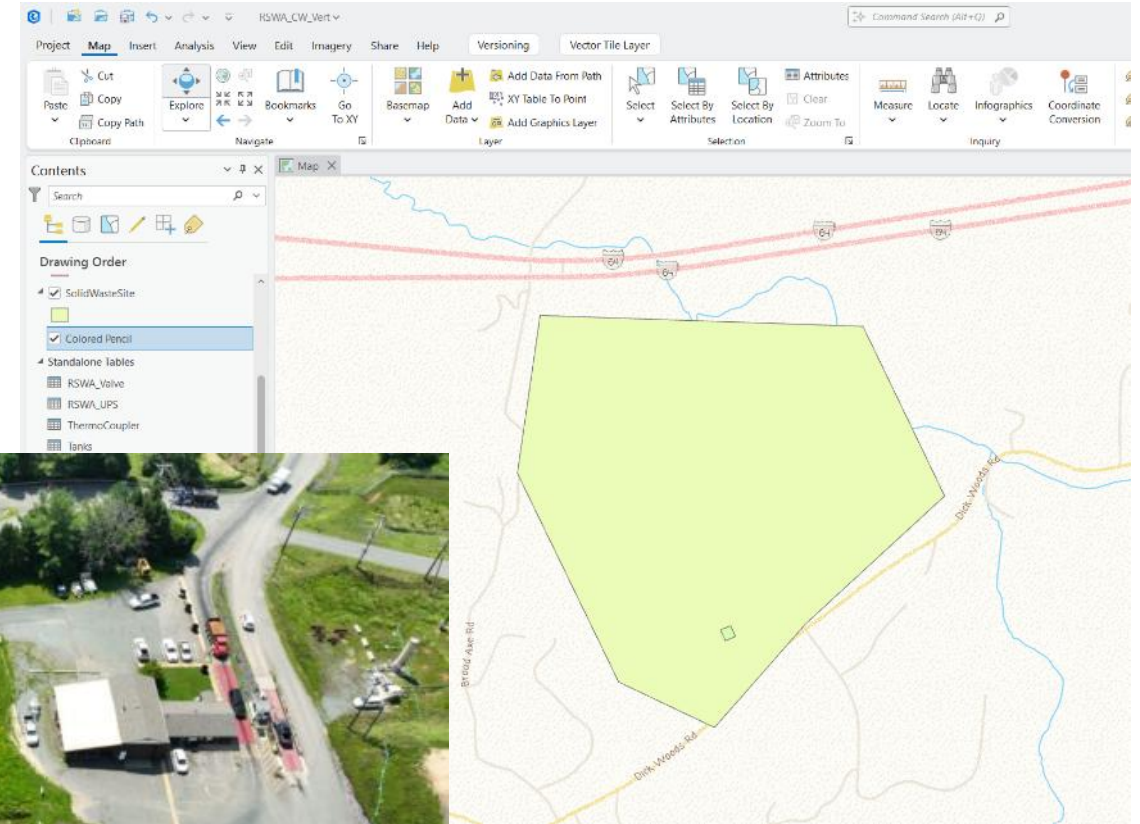 RSWA_CW_Vert
Command Search (Alt+Q)
Project Map Insert Analysis View Edit Imagery Share Help Versioning Vector Tile Layer
Paste
Cut
Copy
Copy Path
Clipboard
Explore
Bookmarks
Go
To XY
Navigate
Basemap
Add
Data
Add Data From Path
XY Table To Point
Add Graphics Layer
Layer
Select
Select By
Attributes
Select By
Location
Attributes
Clear
Zoom To
Selection
Measure
Locate
Infographics
Coordinate
Conversion
Inquiry
Contents
Search
Drawing Order
SolidWasteSite
Colored Pencil
Standalone Tables
RSWA_Valve
RSWA_UPS
ThermoCoupler
Tanks
Map
64
64
64
64
Dick-Woods-Rd
Broad-Axe-Rd
Dick-Woods-Rd